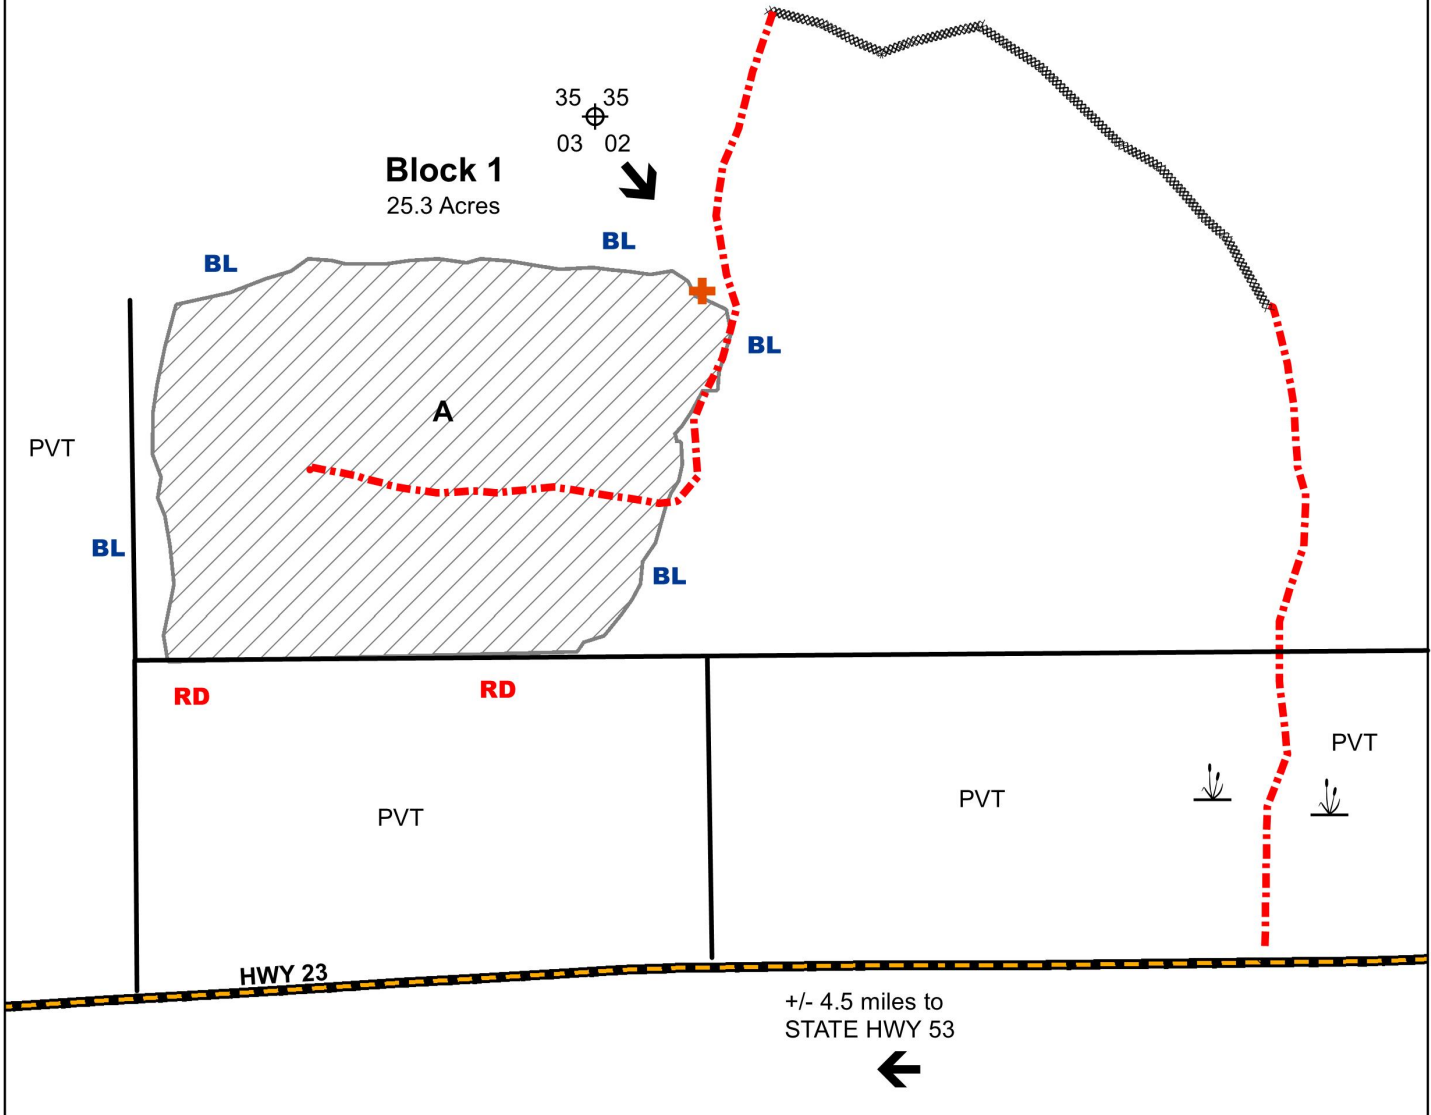 35 35
03 02
Block 1
25.3 Acres
BL
BL
BL
A
PVT
BL
BL
RD
RD
PVT
PVT
PVT
HWY 23
+/- 4.5 miles to
STATE HWY 53